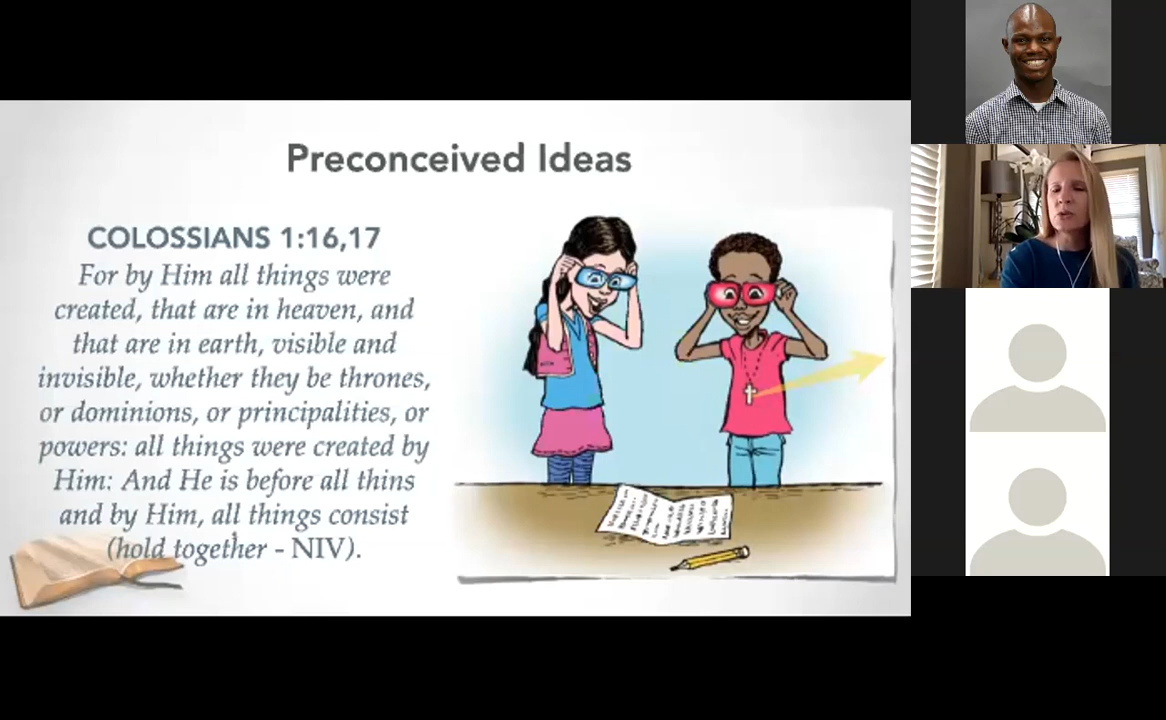 Preconceived Ideas
COLOSSIANS 1:16,17
For by Him all things were
created, that are in heaven, and
that are in earth, visible and
invisible, whether they be thrones,
or dominions, or principalities, or
powers: all things were created by
Him: And He is before all thins
and by Him, all things consist
(hold together - NIV).